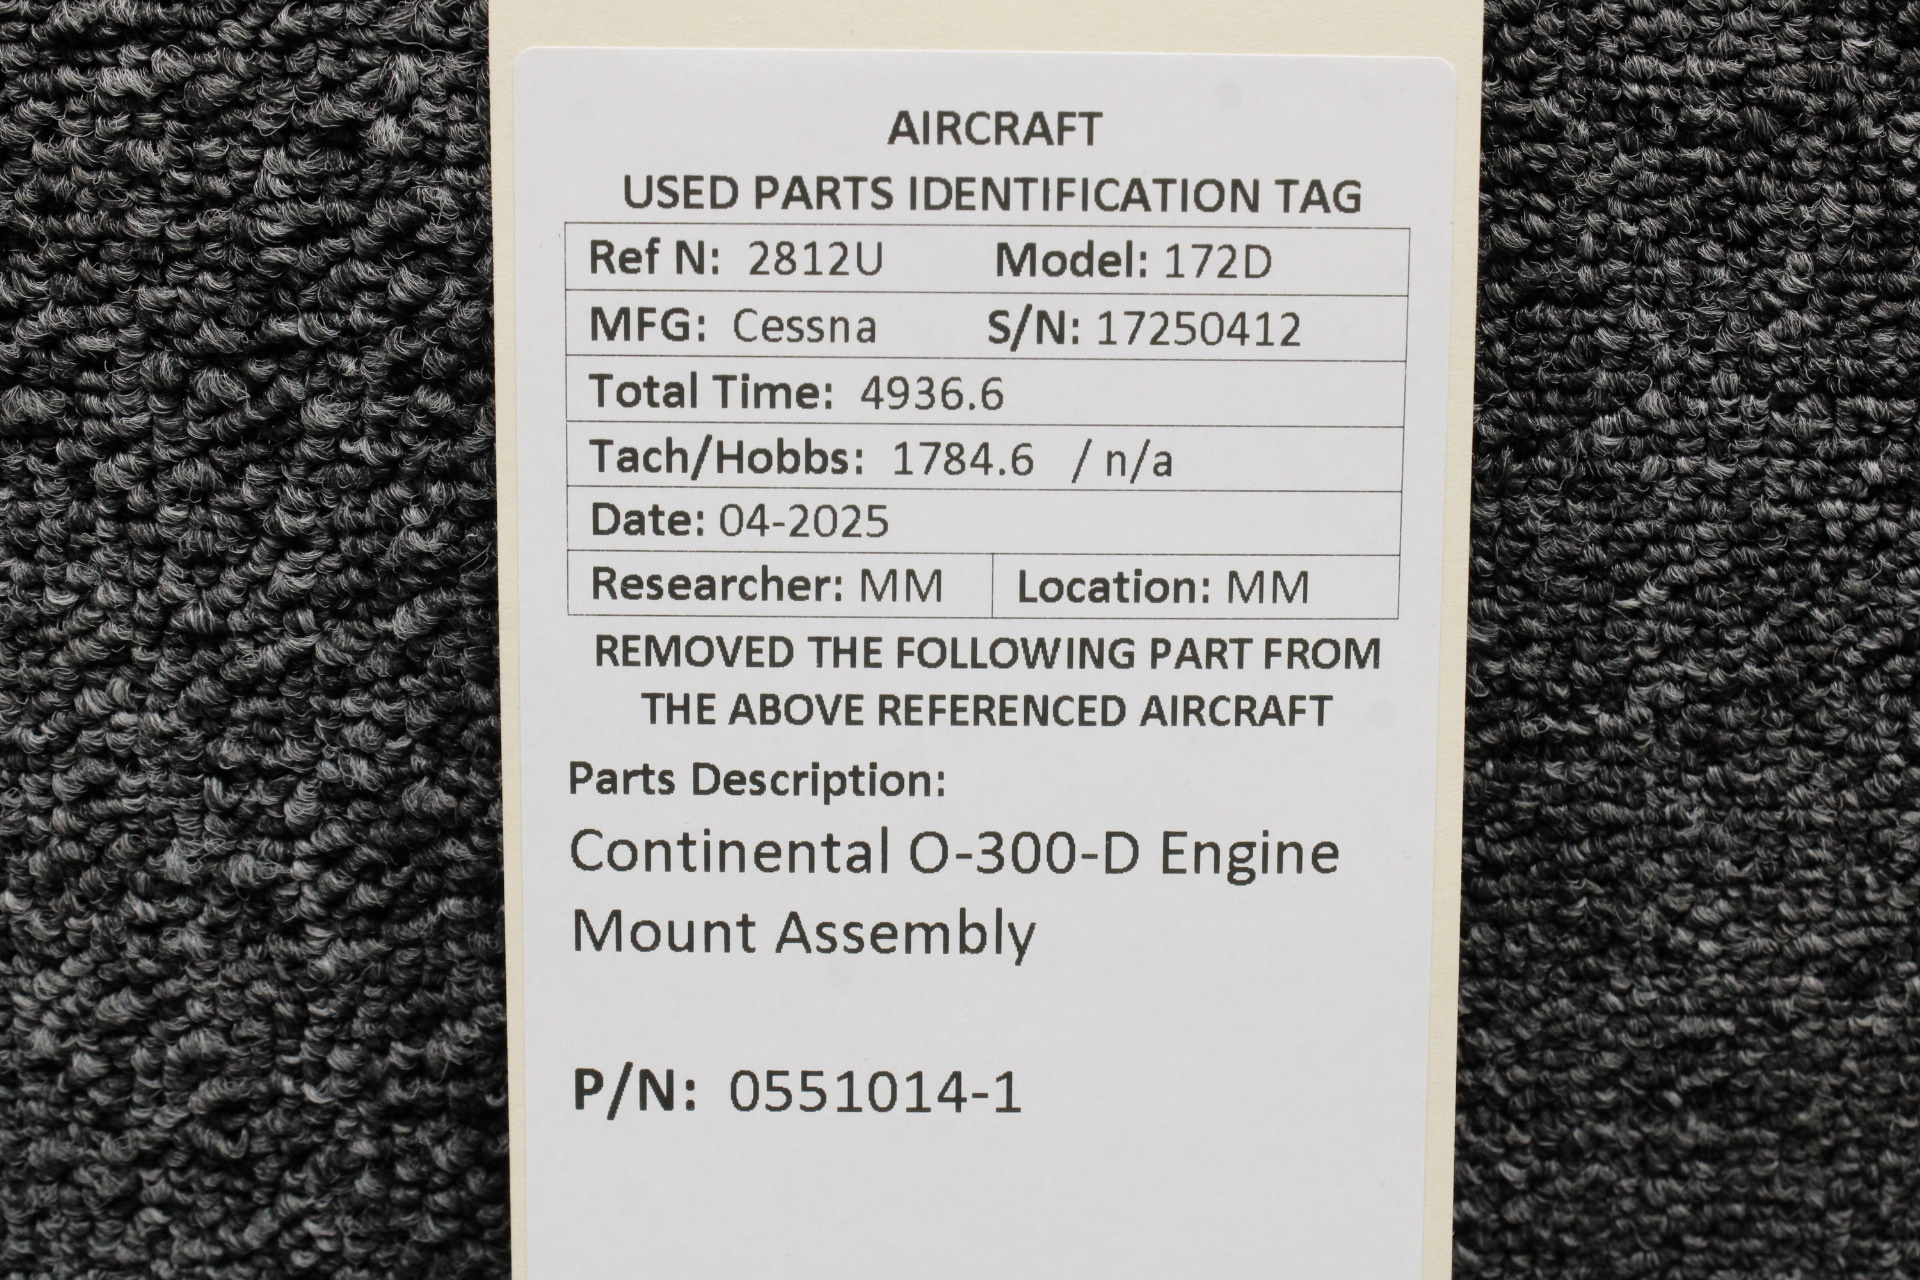 AIRCRAFT
USED PARTS IDENTIFICATION TAG
Ref N: 2812U Model: 172D
MFG: Cessna S/N: 17250412
Total Time: 4936.6
Tach/Hobbs: 1784.6 / n/a
Date: 04-2025
Researcher: MM Location: MM
REMOVED THE FOLLOWING PART FROM
THE ABOVE REFERENCED AIRCRAFT
Parts Description:
Continental O-300-D Engine
Mount Assembly
P/N: 0551014-1